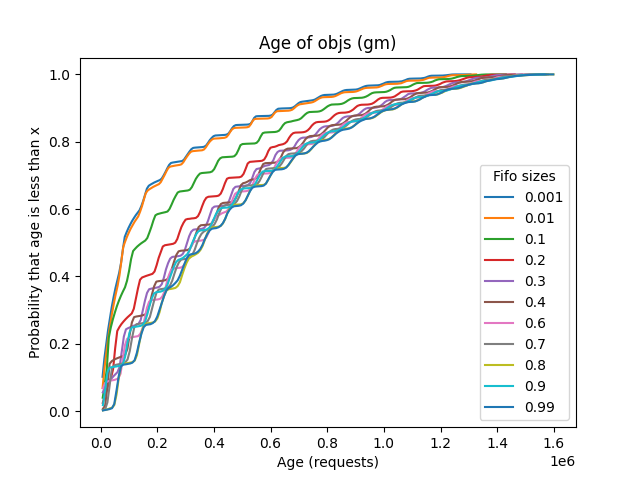 Age of objs (gm)
Probability that age is less than x
1.0
0.8
0.6
0.4
0.2
0.0
Fifo sizes
0.001
0.01
0.1
0.2
0.3
0.4
0.6
0.7
0.8
0.9
0.99
0.0 0.2 0.4 0.6 0.8 1.0 1.2 1.4 1.6
1e6
Age (requests)